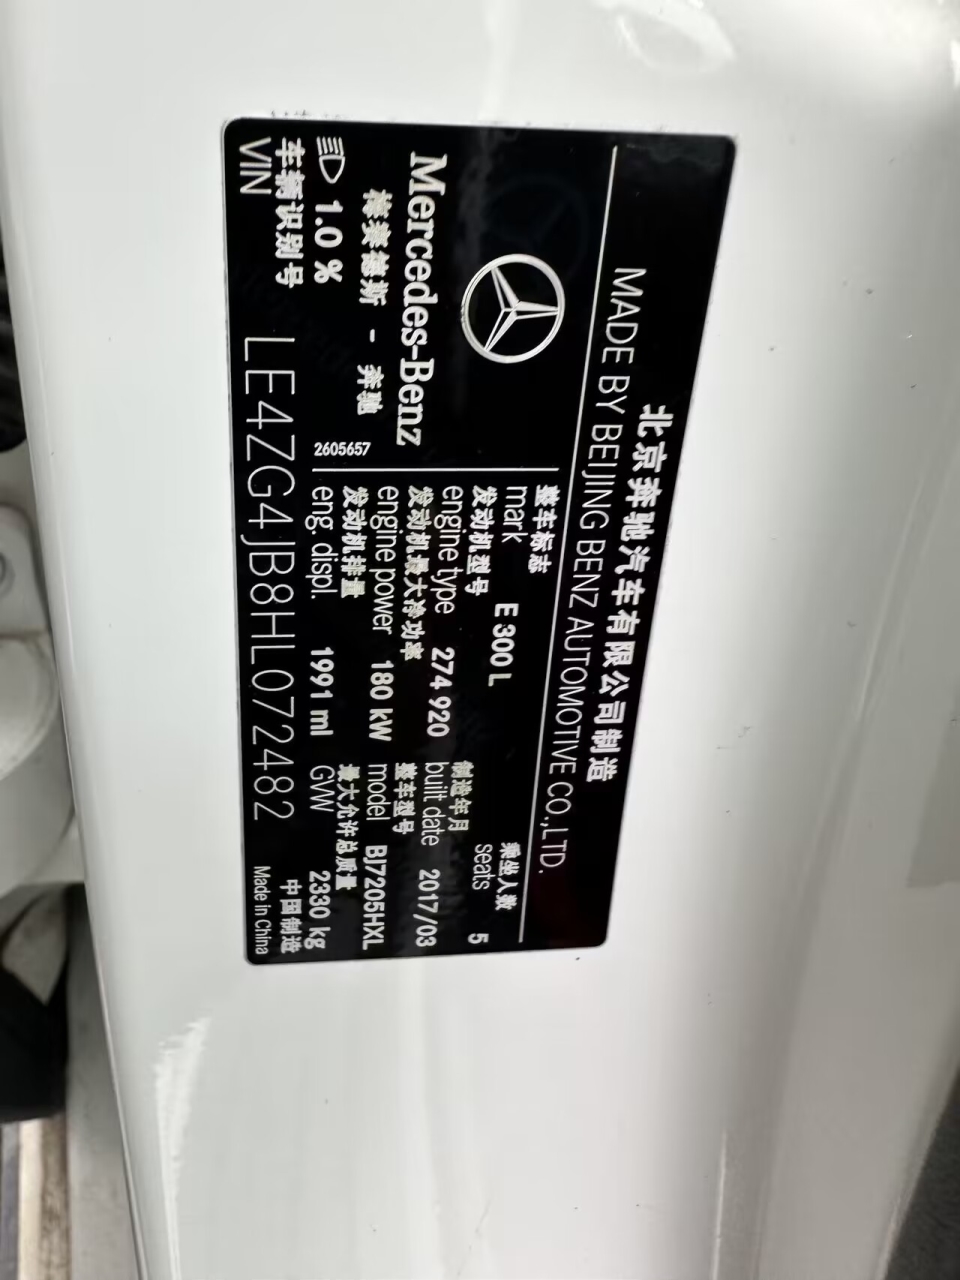 北京奔驰汽车有限公司制造
MADE BY BEIJING BENZ AUTOMOTIVE CO.,LTD.
Mercedes-Benz
梅赛德斯 - 奔驰
1.0 %
2605657
整车标志
mark E 300 L
乘坐人数
seats 5
发动机型号
engine type 274 920
制造年月
built date 2017/03
发动机最大净功率
engine power 180 kW
整车型号
model BJ7205HXL
发动机排量
eng. displ. 1991 ml
最大允许总质量
GVW 2330 kg
车辆识别号
VIN LE4ZG4JB8HL072482
中国制造
Made in China